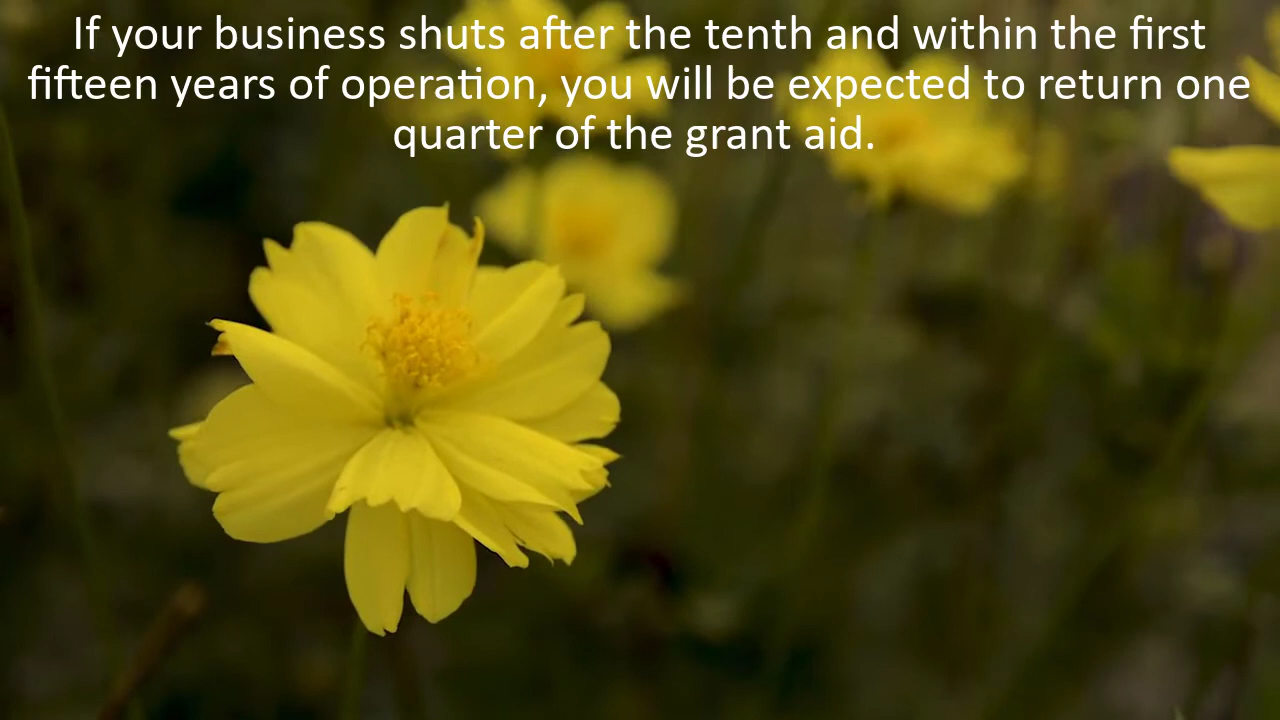 If your business shuts after the tenth and within the first
fifteen years of operation, you will be expected to return one
quarter of the grant aid.